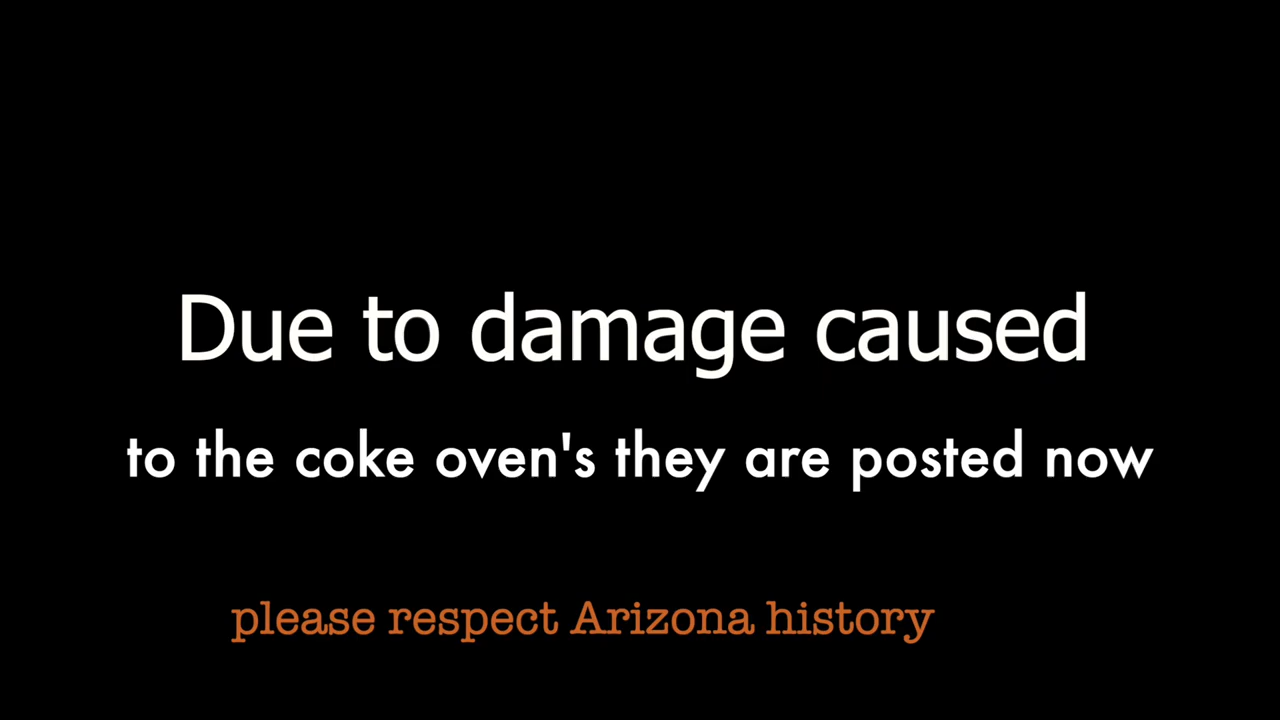 Due to damage caused
to the coke oven's they are posted now
please respect Arizona history